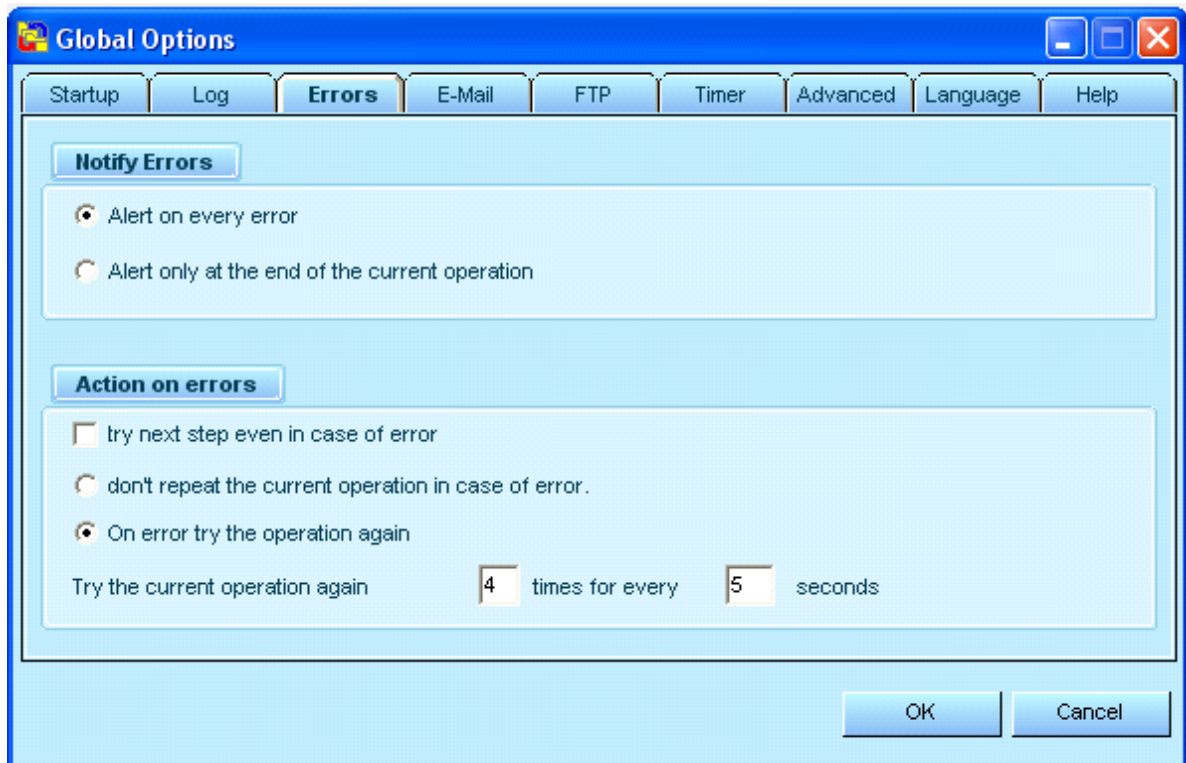 Global Options
Startup Log Errors E-Mail FTP Timer Advanced Language Help
Notify Errors
Alert on every error
Alert only at the end of the current operation
Action on errors
try next step even in case of error
don't repeat the current operation in case of error.
On error try the operation again
Try the current operation again 4 times for every 5 seconds
OK Cancel